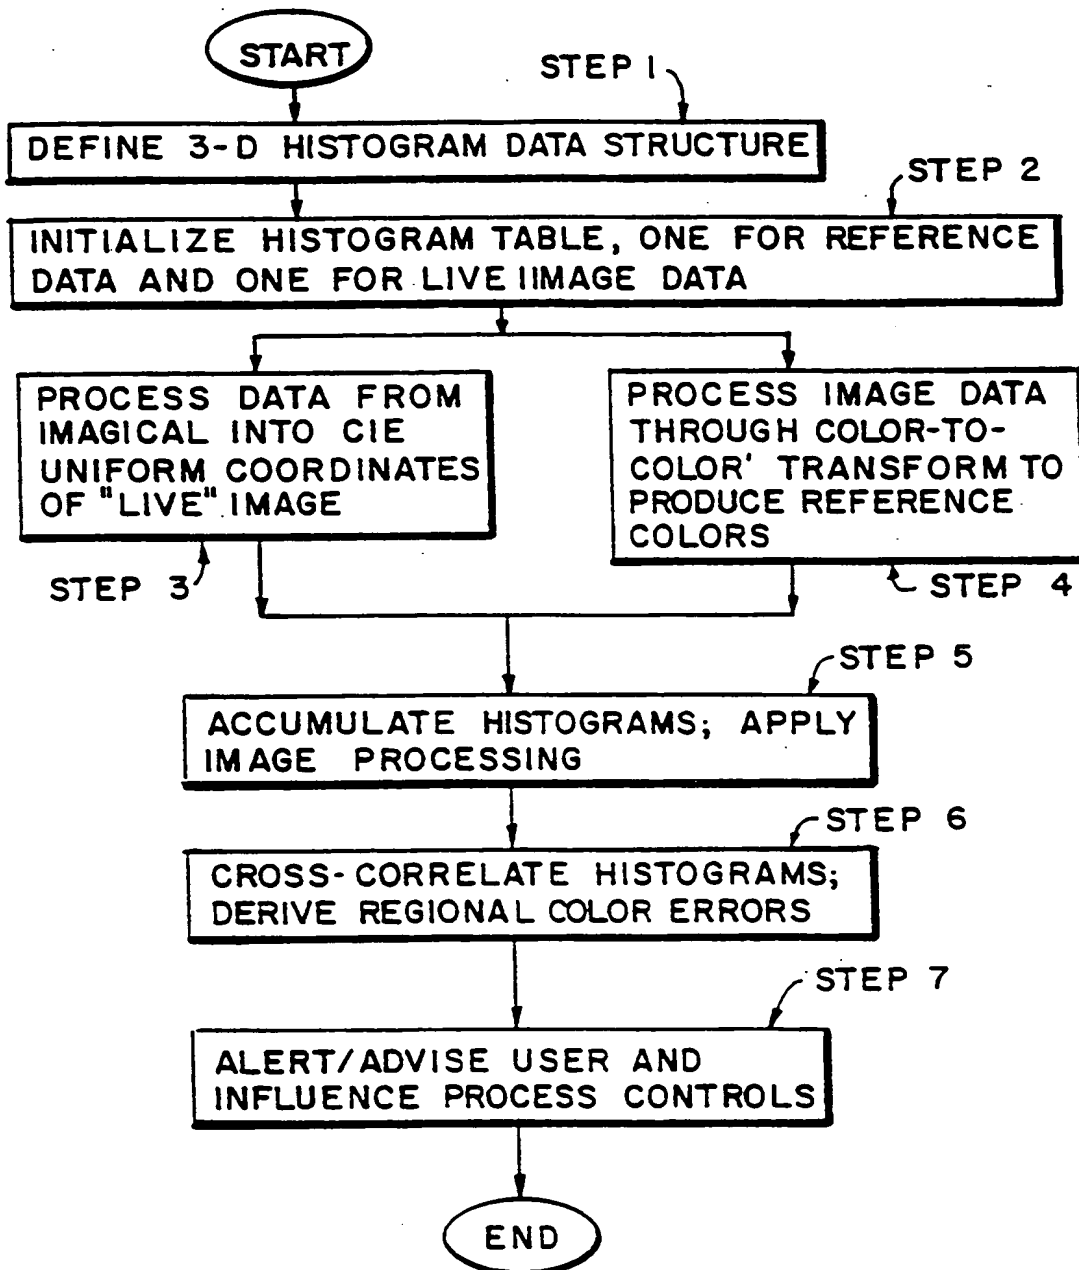 START
STEP 1
DEFINE 3-D HISTOGRAM DATA STRUCTURE
STEP 2
INITIALIZE HISTOGRAM TABLE, ONE FOR REFERENCE
DATA AND ONE FOR LIVE IIMAGE DATA
PROCESS DATA FROM
IMAGICAL INTO CIE
UNIFORM COORDINATES
OF "LIVE" IMAGE
STEP 3
PROCESS IMAGE DATA
THROUGH COLOR-TO-
COLOR' TRANSFORM TO
PRODUCE REFERENCE
COLORS
STEP 4
STEP 5
ACCUMULATE HISTOGRAMS; APPLY
IMAGE PROCESSING
STEP 6
CROSS-CORRELATE HISTOGRAMS;
DERIVE REGIONAL COLOR ERRORS
STEP 7
ALERT/ADVISE USER AND
INFLUENCE PROCESS CONTROLS
END